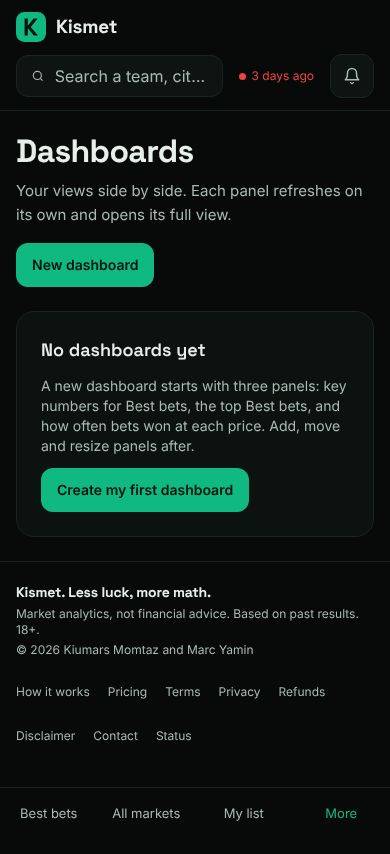 K Kismet
Search a team, cit...
3 days ago
Dashboards
Your views side by side. Each panel refreshes on
its own and opens its full view.
New dashboard
No dashboards yet
A new dashboard starts with three panels: key
numbers for Best bets, the top Best bets, and
how often bets won at each price. Add, move
and resize panels after.
Create my first dashboard
Kismet. Less luck, more math.
Market analytics, not financial advice. Based on past results.
18+.
© 2026 Kiumars Momtaz and Marc Yamin
How it works Pricing Terms Privacy Refunds
Disclaimer Contact Status
Best bets All markets My list More